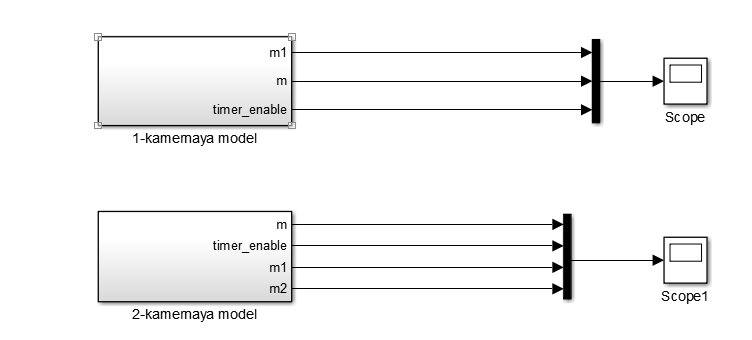 m1
m
timer_enable
1-kamernaya model
Scope
m
timer_enable
m1
m2
2-kamernaya model
Scope1